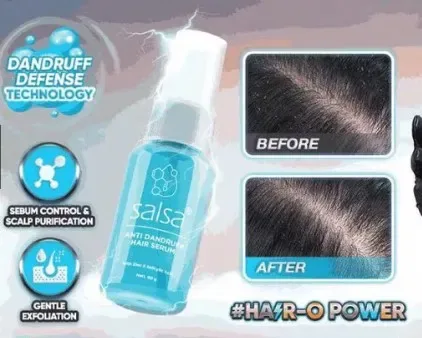 DANDRUFF
DEFENSE
TECHNOLOGY
SEBUM CONTROL &
SCALP PURIFICATION
GENTLE
EXFOLIATION
salsa
ANTI DANDRUFF
HAIR SERUM
BEFORE
AFTER
#HAIR-O POWER